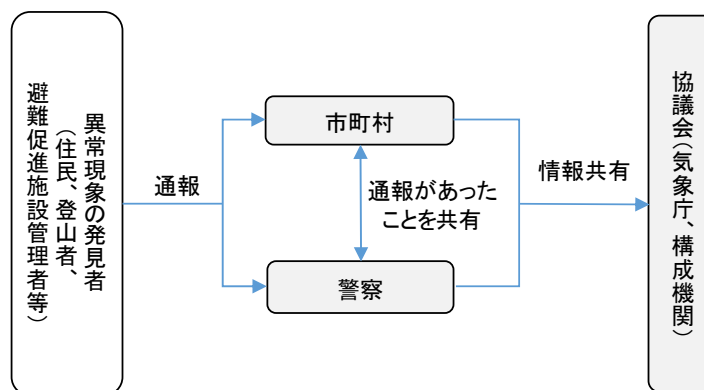 異常現象の発見者
（住民、登山者、
避難促進施設管理者等）
通報
市町村
通報があった
ことを共有
警察
情報共有
協議会（気象庁、構成機関）